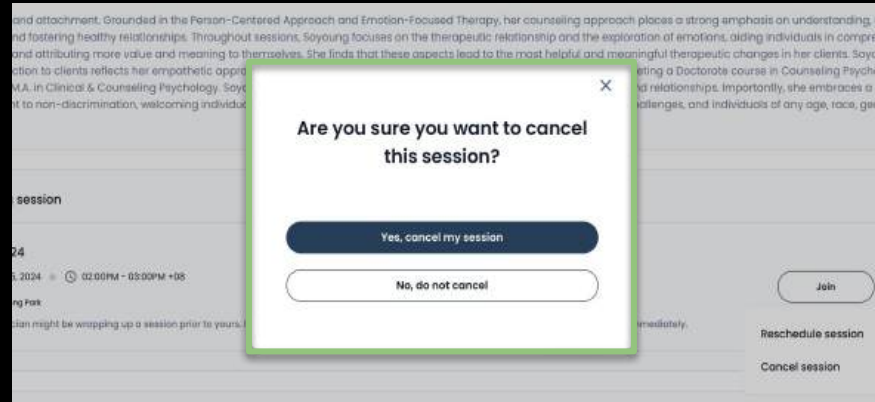 and attachment. Grounded in the Person-Centered Approach and Emotion-Focused Therapy, her counseling approach places a strong emphasis on understanding,
nd fostering healthy relationships. Throughout sessions, Soyoung focuses on the therapeutic relationship and the exploration of emotions, aiding individuals in compre
and attributing more value and meaning to themselves. She finds that these aspects lead to the most helpful and meaningful therapeutic changes in her clients. Soyo
ction to clients reflects her empathetic appro eting a Doctorate course in Counseling Psych
M.A. in Clinical & Counseling Psychology. Soyo nd relationships. Importantly, she embraces a
nt to non-discrimination, welcoming individuo allenges, and individuals of any age, race, gen
Are you sure you want to cancel
this session?
session
Yes, cancel my session
24
, 2024 02:00PM - 03:00PM +08
No, do not cancel
Join
ng Park
cian might be wrapping up a session prior to yours. mmediately.
Reschedule session
Cancel session